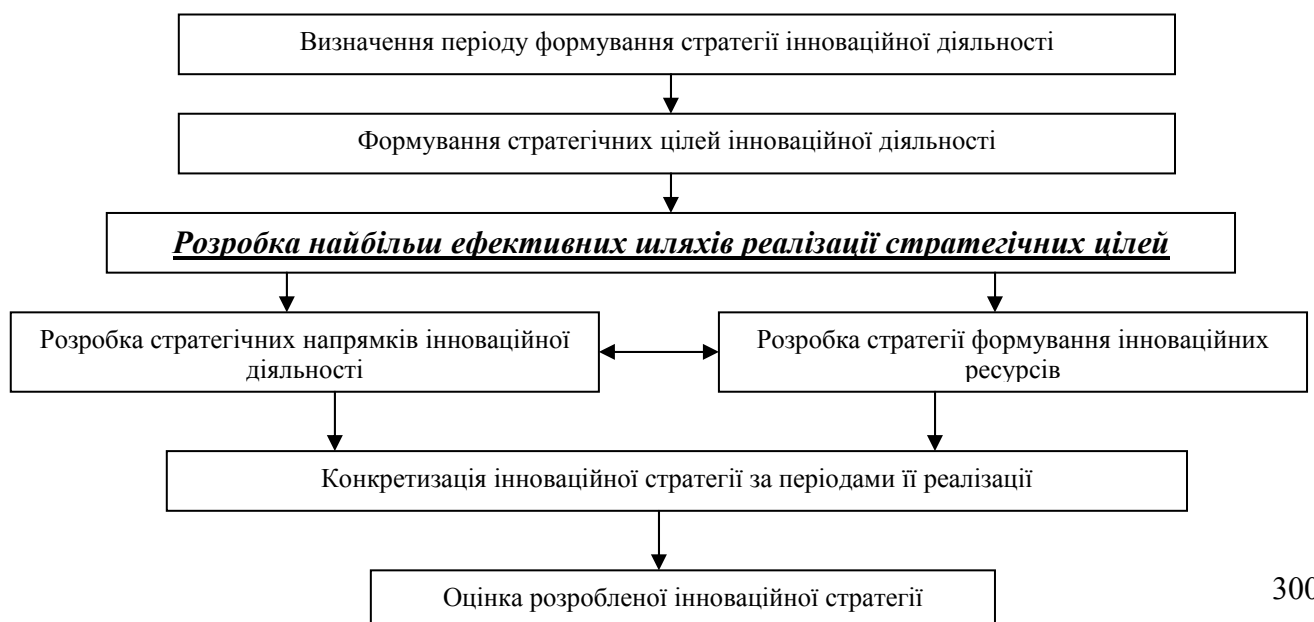 Визначення періоду формування стратегії інноваційної діяльності
Формування стратегічних цілей інноваційної діяльності
Розробка найбільш ефективних шляхів реалізації стратегічних цілей
Розробка стратегічних напрямків інноваційної
діяльності
Розробка стратегії формування інноваційних
ресурсів
Конкретизація інноваційної стратегії за періодами її реалізації
Оцінка розробленої інноваційної стратегії
300